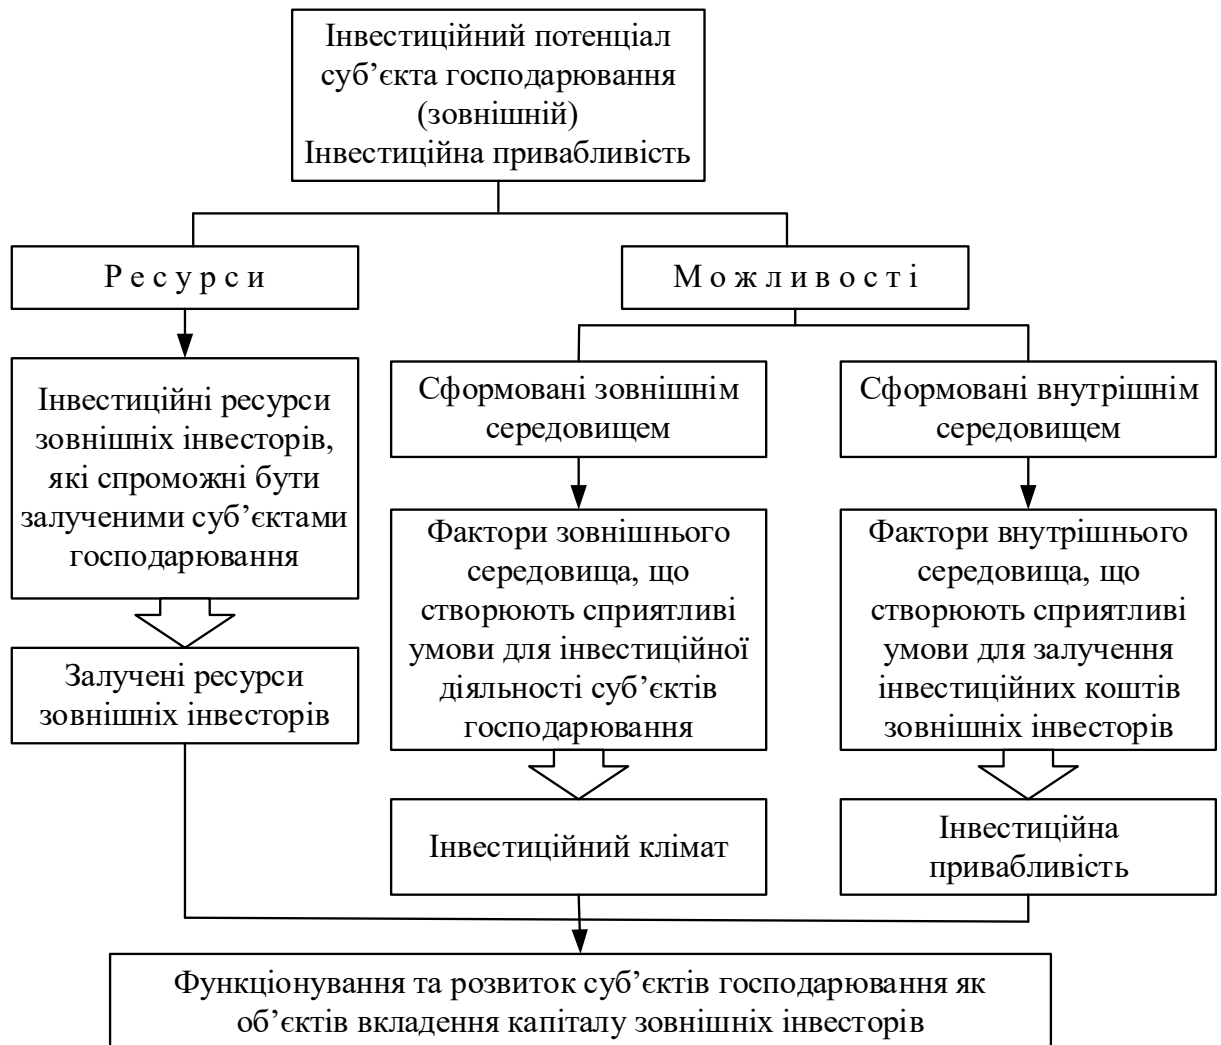 Інвестиційний потенціал
суб’єкта господарювання
(зовнішній)
Інвестиційна привабливість
Р е с у р с и
М о ж л и в о с т і
Інвестиційні ресурси
зовнішніх інвесторів,
які спроможні бути
залученими суб’єктами
господарювання
Сформовані зовнішнім
середовищем
Сформовані внутрішнім
середовищем
Фактори зовнішнього
середовища, що
створюють сприятливі
умови для інвестиційної
діяльності суб’єктів
господарювання
Фактори внутрішнього
середовища, що
створюють сприятливі
умови для залучення
інвестиційних коштів
зовнішніх інвесторів
Залучені ресурси
зовнішніх інвесторів
Інвестиційний клімат
Інвестиційна
привабливість
Функціонування та розвиток суб’єктів господарювання як
об’єктів вкладення капіталу зовнішніх інвесторів